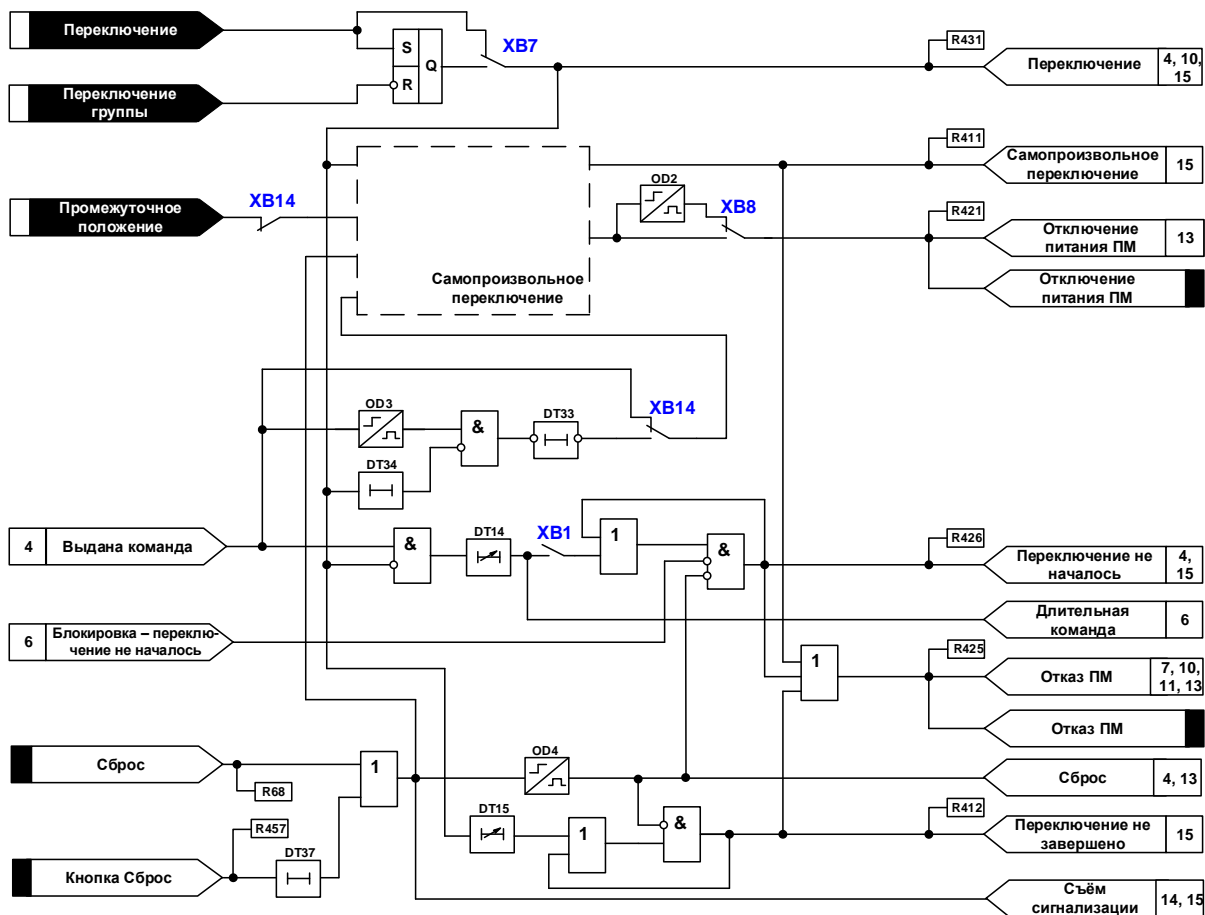 Переключение
S
R
Q
XB7
R431
Переключение
4, 10,
15
Переключение
группы
R411
Самопроизвольное
переключение
15
OD2
Промежуточное
положение
XB14
XB8
R421
Отключение
питания ПМ
13
Самопроизвольное
переключение
Отключение
питания ПМ
OD3
&
DT33
XB14
DT34
4
Выдана команда
&
DT14
XB1
1
&
R426
Переключение не
началось
4,
15
Длительная
команда
6
6
Блокировка – переклю-
чение не началось
1
R425
Отказ ПМ
7, 10,
11, 13
Отказ ПМ
Сброс
R68
1
OD4
Сброс
4, 13
R457
DT15
1
&
R412
Переключение не
завершено
15
Кнопка Сброс
DT37
Съём
сигнализации
14, 15